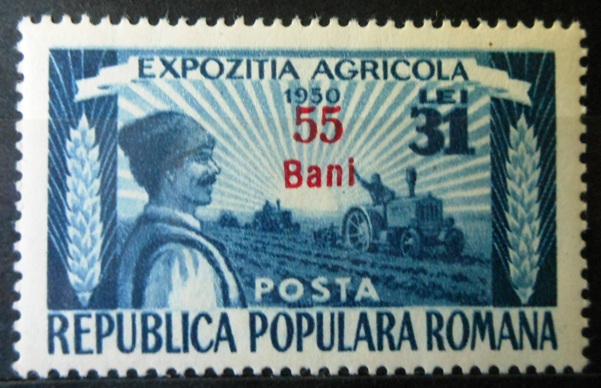 EXPOZITIA AGRICOLA
1950
LEI
55
31
Bani
POSTA
REPUBLICA POPULARA ROMANA